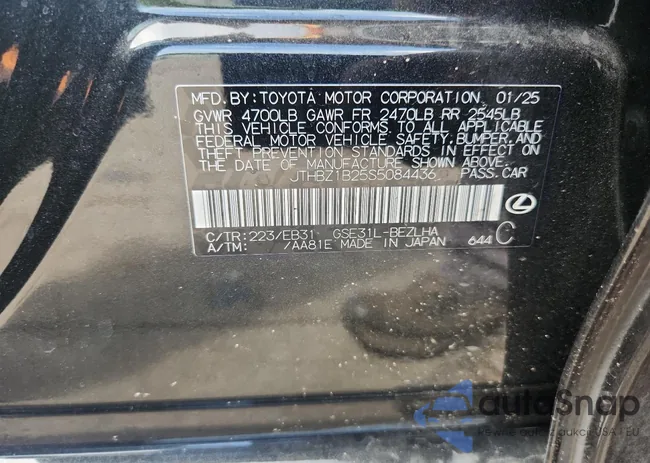 MFD. BY: TOYOTA MOTOR CORPORATION 01/25
GVWR 4700LB GAWR FR 2470LB RR 2545LB
THIS VEHICLE CONFORMS TO ALL APPLICABLE
FEDERAL MOTOR VEHICLE SAFETY, BUMPER, AND
THEFT PREVENTION STANDARDS IN EFFECT ON
THE DATE OF MANUFACTURE SHOWN ABOVE.
JTHBZ1B25S5084436 PASS. CAR
C/TR: 223/EB31 GSE31L-BEZLHA
A/TM: /AA81E MADE IN JAPAN 644 C
autoSnap